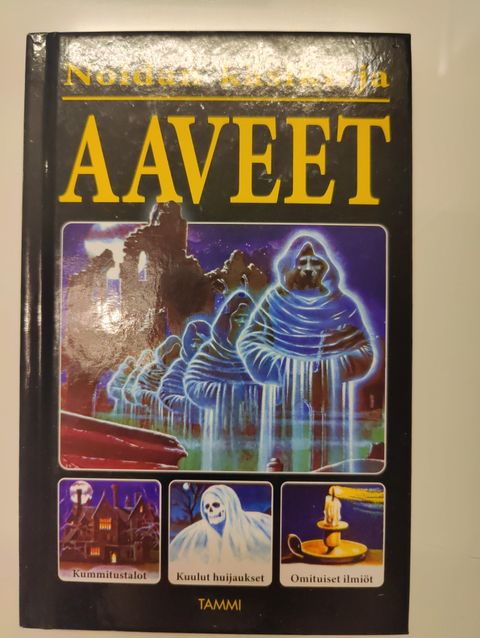 Noidan käsikirja
AAVEET
Kummitustalot
Kuulut huijaukset
Omituiset ilmiöt
TAMMI